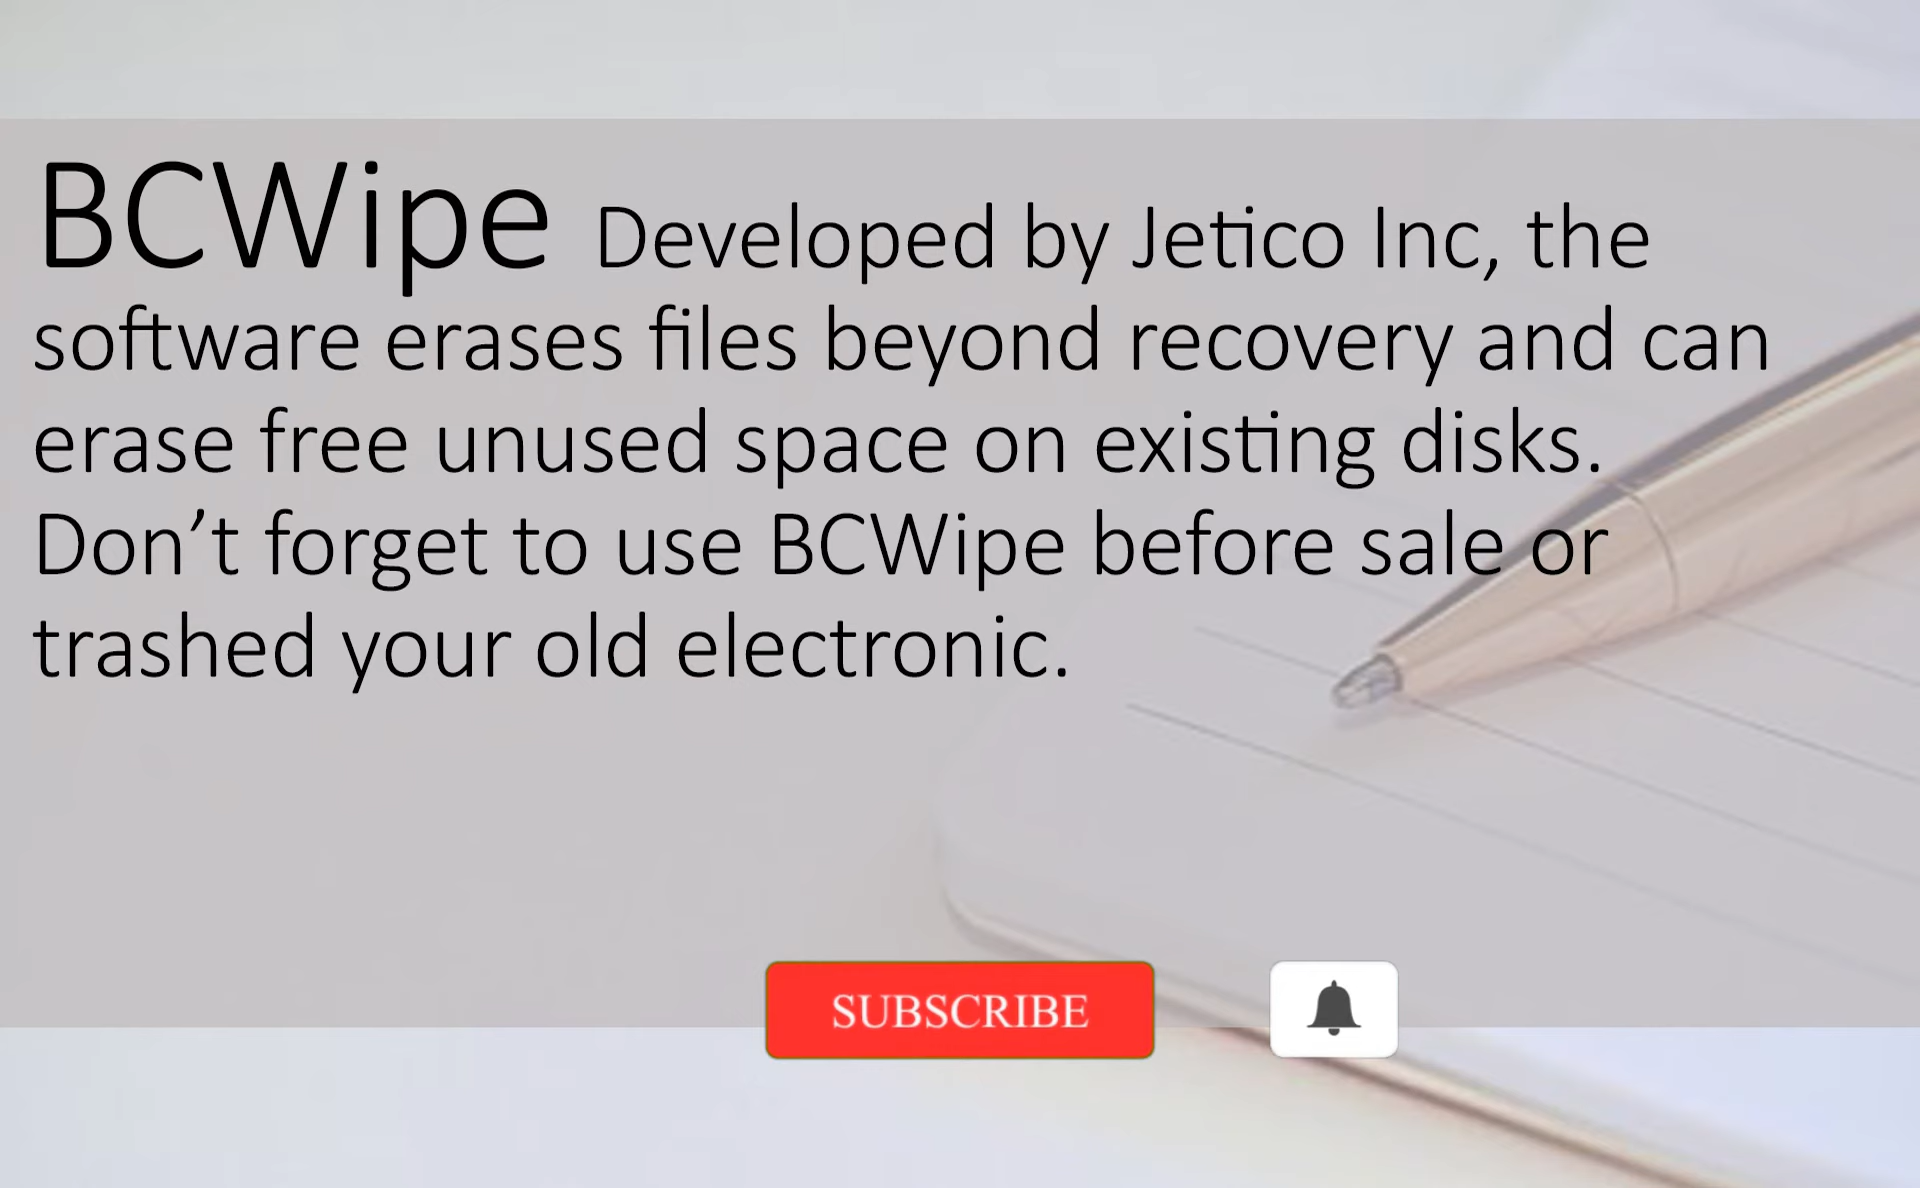 BCWipe Developed by Jetico Inc, the
software erases files beyond recovery and can
erase free unused space on existing disks.
Don’t forget to use BCWipe before sale or
trashed your old electronic.
SUBSCRIBE